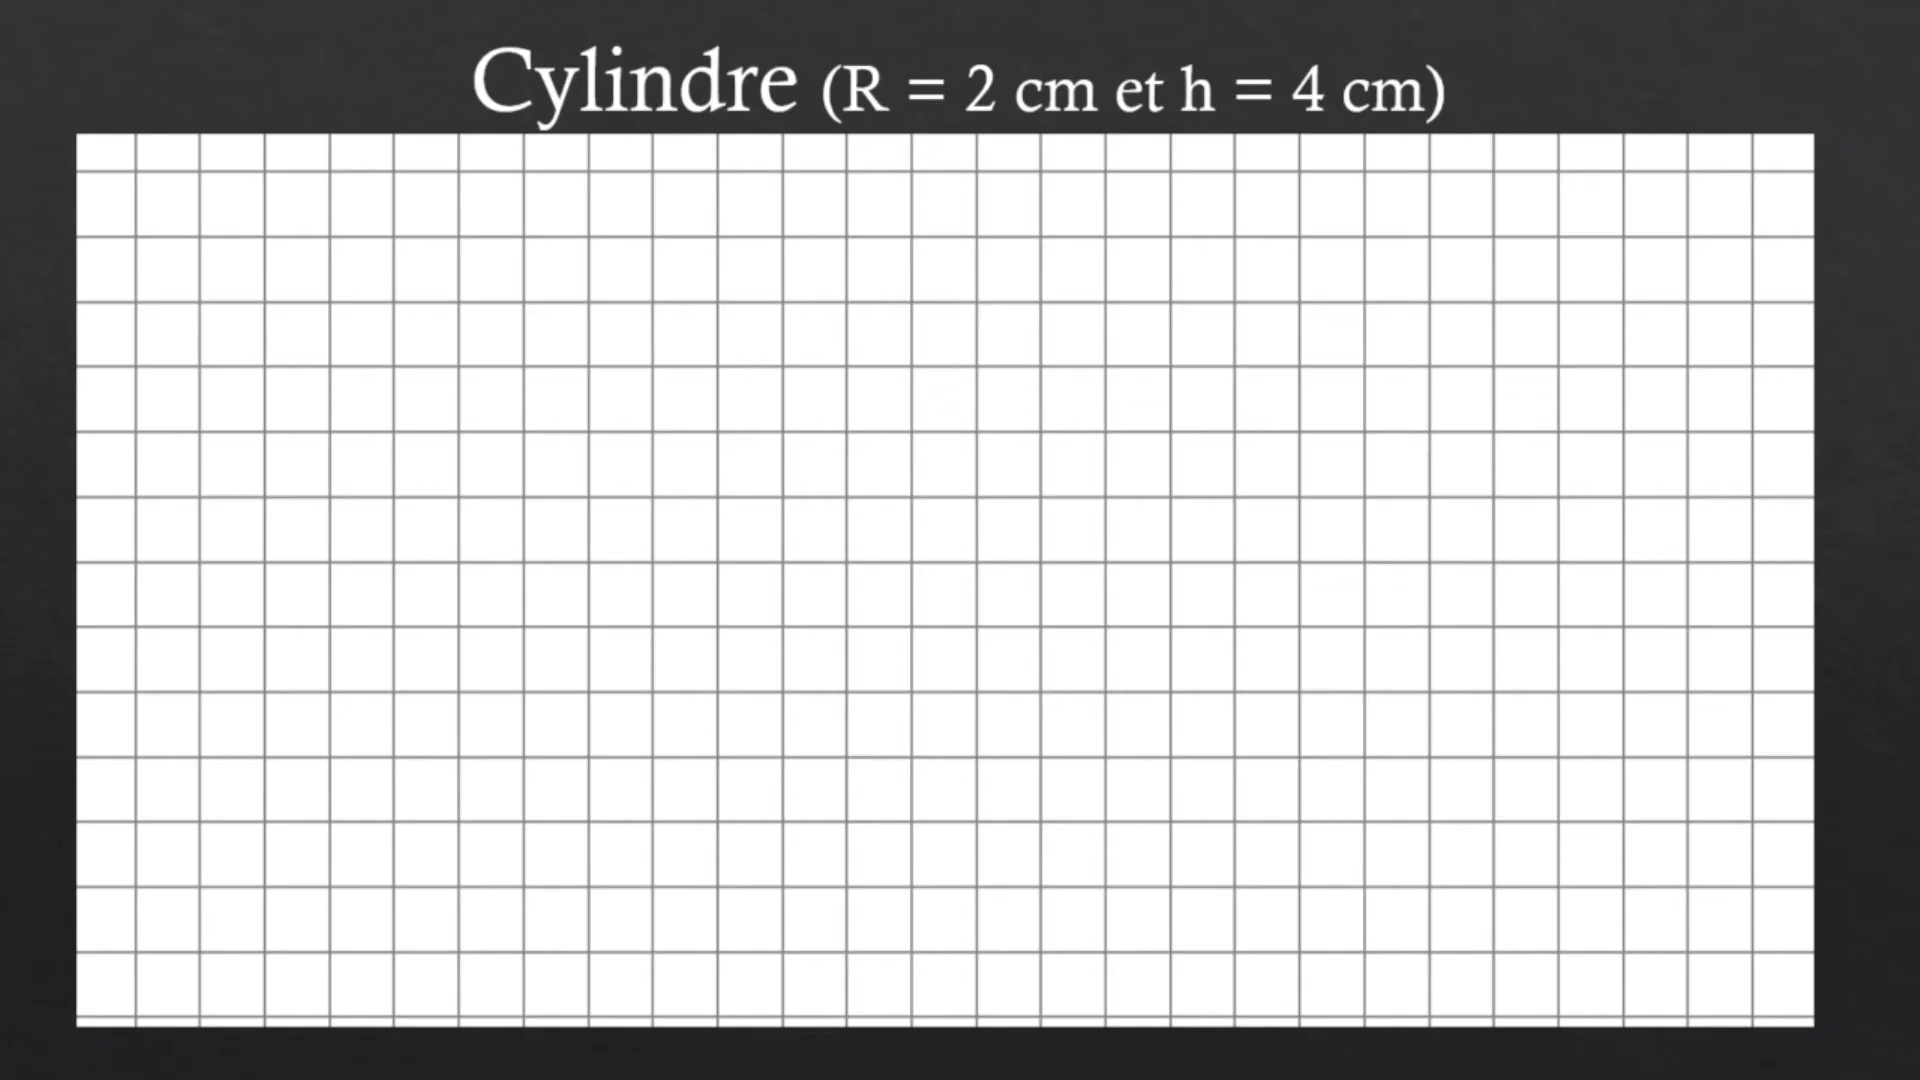 Cylindre (R = 2 cm et h = 4 cm)